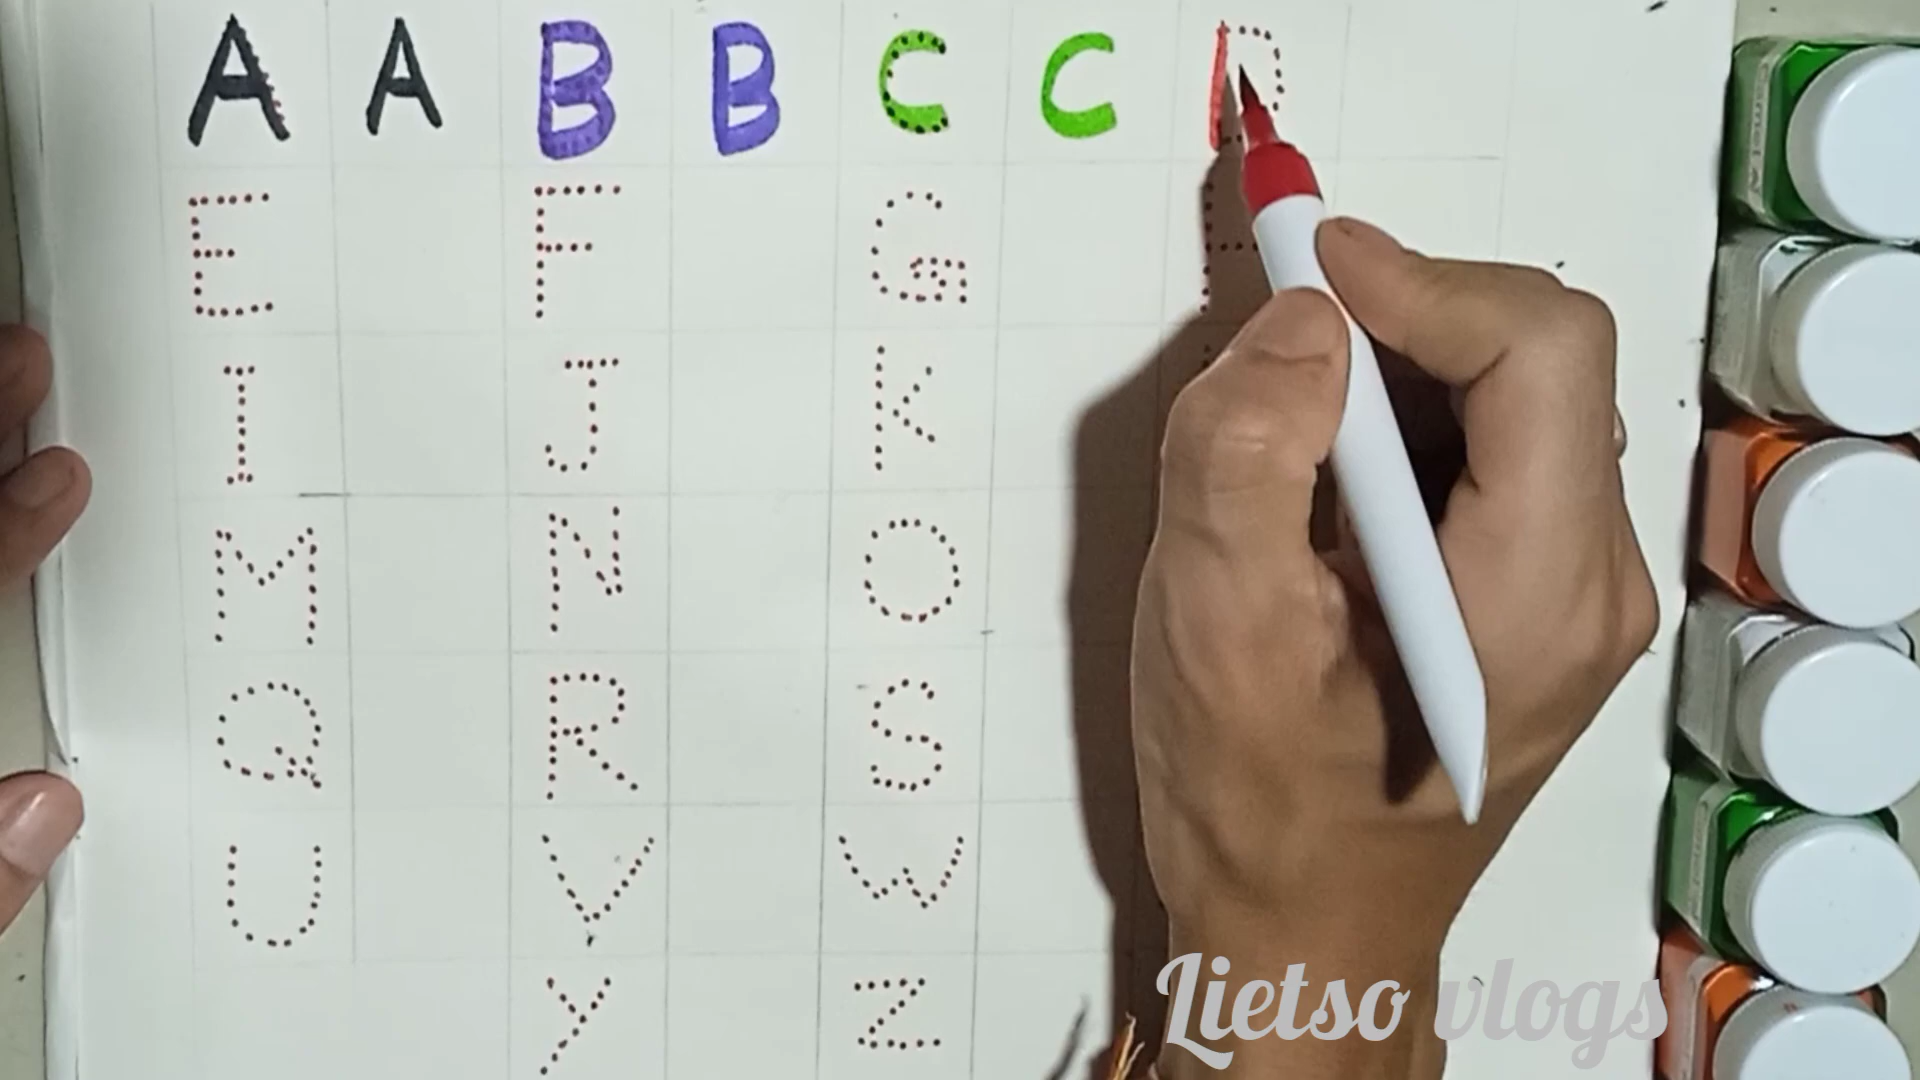 A A B B C C D
E F G
I J K
M N O
Q R S
U V W
Y Z
Lietso vlogs